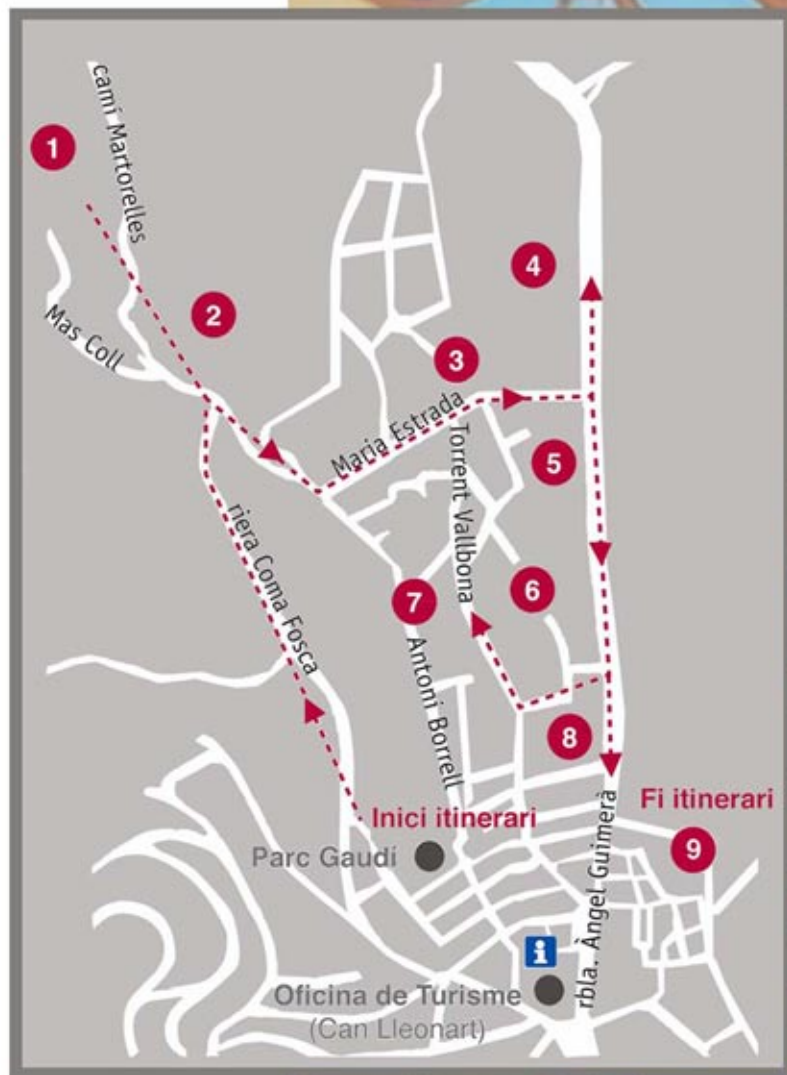 cami Martorelles
1
2
Mas Coll
4
3
Maria Estrada
Torrent Vallbona
5
riera Coma Fosca
6
7
Antoni Borrell
8
Inici itinerari
Fi itinerari
Parc Gaudí
9
rbla. Àngel Guimerà
i
Oficina de Turisme
(Can Lleonart)